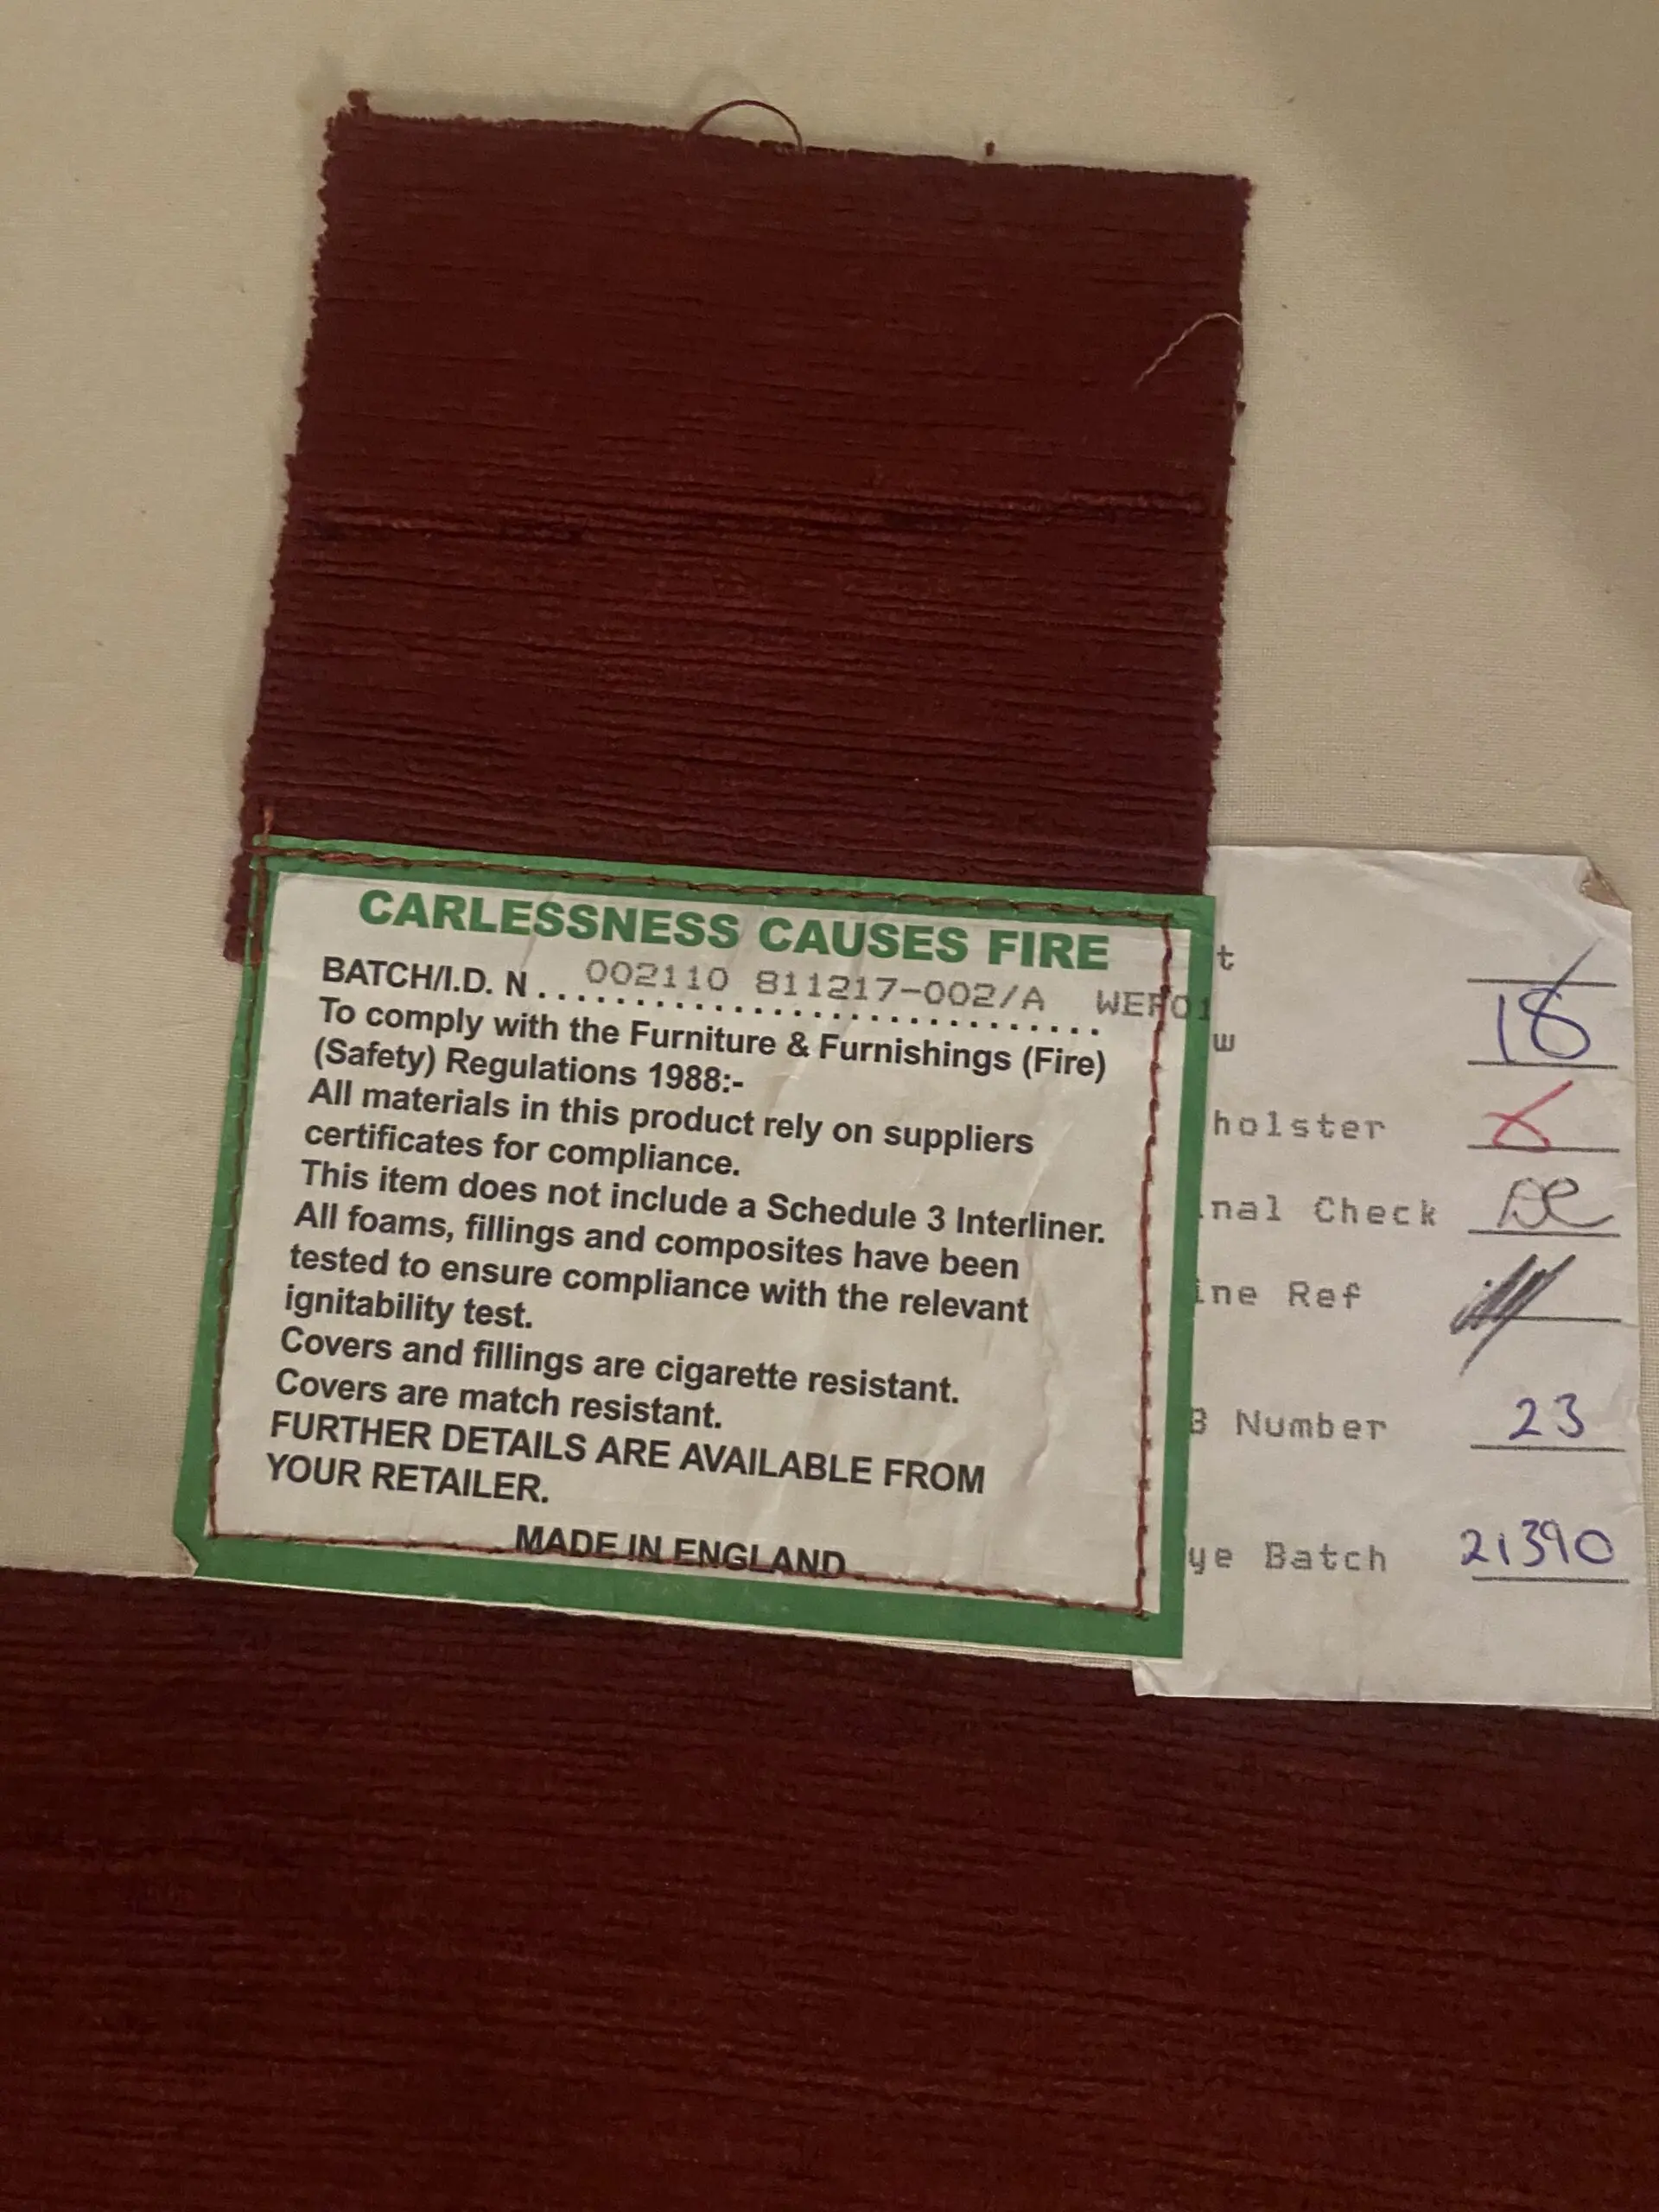 CARLESSNESS CAUSES FIRE
BATCH/I.D. N ........................ 002110 811217-002/A WEF01
To comply with the Furniture & Furnishings (Fire)
(Safety) Regulations 1988:-
All materials in this product rely on suppliers
certificates for compliance.
This item does not include a Schedule 3 Interliner.
All foams, fillings and composites have been
tested to ensure compliance with the relevant
ignitability test.
Covers and fillings are cigarette resistant.
Covers are match resistant.
FURTHER DETAILS ARE AVAILABLE FROM
YOUR RETAILER.
MADE IN ENGLAND
t
w 18
holster
nal Check
ine Ref
B Number 23
ye Batch 21390